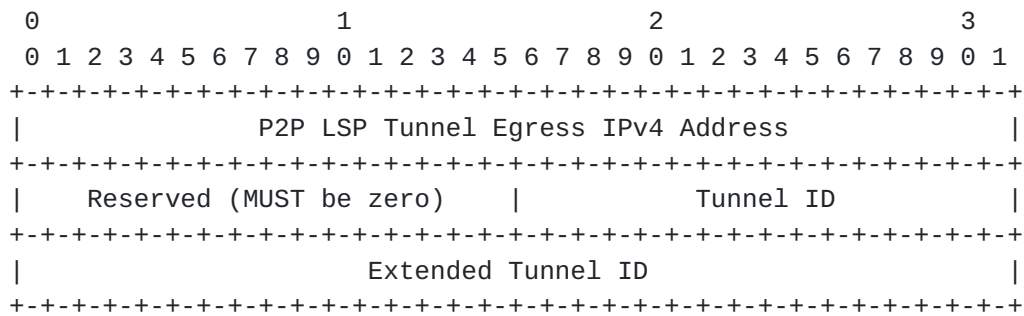 0                   1                   2                   3
 0 1 2 3 4 5 6 7 8 9 0 1 2 3 4 5 6 7 8 9 0 1 2 3 4 5 6 7 8 9 0 1
+-+-+-+-+-+-+-+-+-+-+-+-+-+-+-+-+-+-+-+-+-+-+-+-+-+-+-+-+-+-+-+-+
|               P2P LSP Tunnel Egress IPv4 Address              |
+-+-+-+-+-+-+-+-+-+-+-+-+-+-+-+-+-+-+-+-+-+-+-+-+-+-+-+-+-+-+-+-+
|    Reserved (MUST be zero)    |           Tunnel ID           |
+-+-+-+-+-+-+-+-+-+-+-+-+-+-+-+-+-+-+-+-+-+-+-+-+-+-+-+-+-+-+-+-+
|                      Extended Tunnel ID                       |
+-+-+-+-+-+-+-+-+-+-+-+-+-+-+-+-+-+-+-+-+-+-+-+-+-+-+-+-+-+-+-+-+